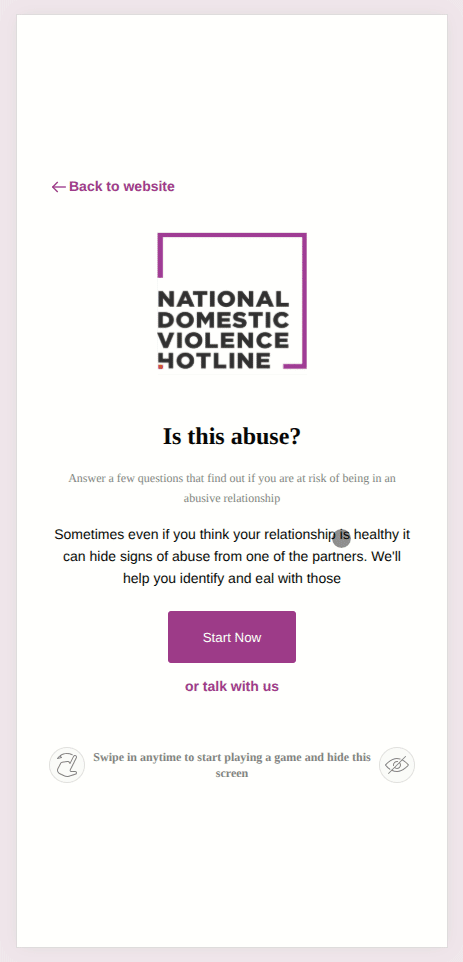 Back to website
NATIONAL
DOMESTIC
VIOLENCE
HOTLINE
Is this abuse?
Answer a few questions that find out if you are at risk of being in an
abusive relationship
Sometimes even if you think your relationship is healthy it
can hide signs of abuse from one of the partners. We'll
help you identify and eal with those
Start Now
or talk with us
Swipe in anytime to start playing a game and hide this
screen